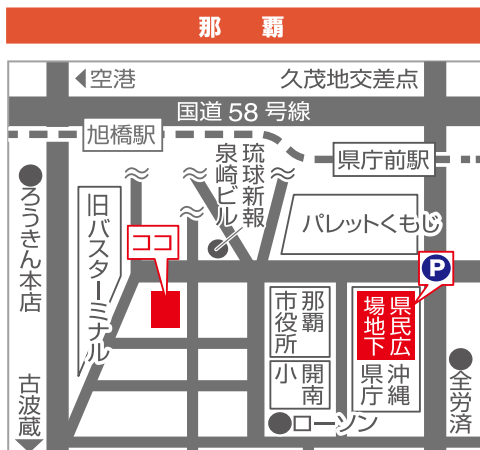 那覇
空港
久茂地交差点
国道58号線
旭橋駅
県庁前駅
琉球新報
泉崎ビル
ろうきん本店
旧バスターミナル
パレットくもじ
ココ
P
那覇
市役所
県民広
場地下
開南
小
沖縄
県庁
古波蔵
ローソン
全労済